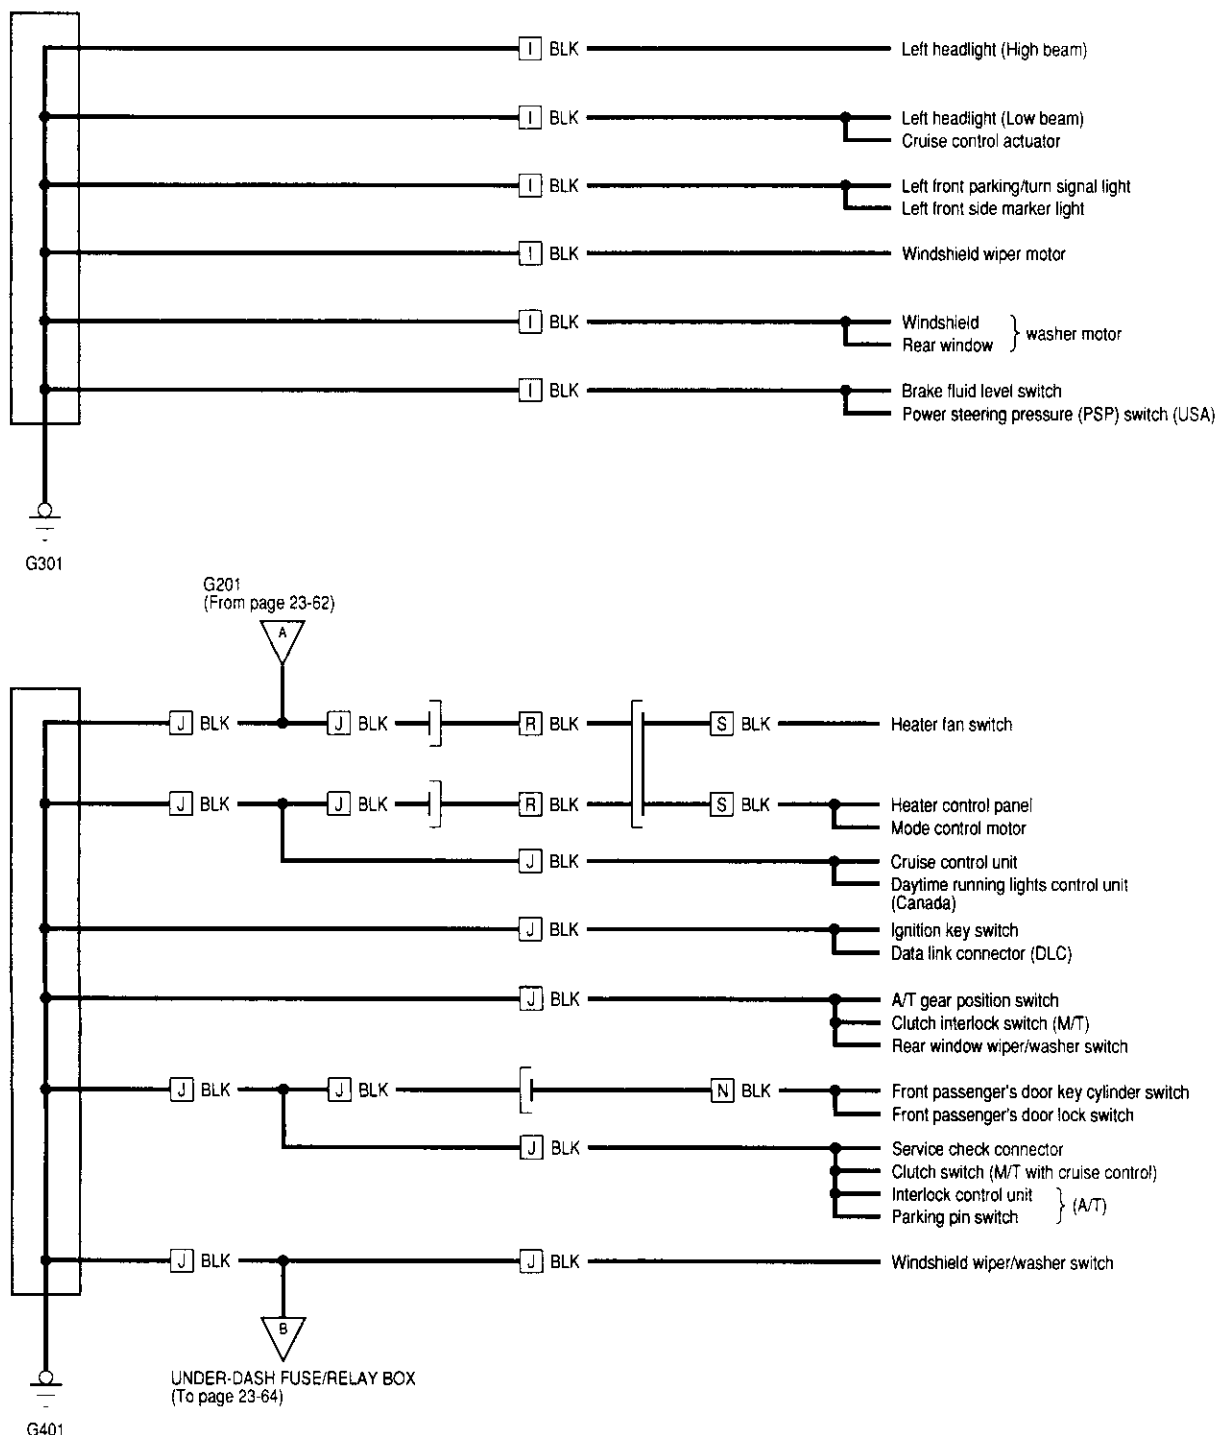 I BLK Left headlight (High beam)
I BLK Left headlight (Low beam)
Cruise control actuator
I BLK Left front parking/turn signal light
Left front side marker light
I BLK Windshield wiper motor
I BLK Windshield
Rear window
washer motor
I BLK Brake fluid level switch
Power steering pressure (PSP) switch (USA)
G301
G201
(From page 23-62)
A
J BLK J BLK R BLK S BLK Heater fan switch
J BLK J BLK R BLK S BLK Heater control panel
Mode control motor
J BLK Cruise control unit
Daytime running lights control unit
(Canada)
J BLK Ignition key switch
Data link connector (DLC)
J BLK A/T gear position switch
Clutch interlock switch (M/T)
Rear window wiper/washer switch
J BLK J BLK N BLK Front passenger's door key cylinder switch
Front passenger's door lock switch
J BLK Service check connector
Clutch switch (M/T with cruise control)
Interlock control unit
Parking pin switch
(A/T)
J BLK J BLK Windshield wiper/washer switch
B
UNDER-DASH FUSE/RELAY BOX
(To page 23-64)
G401